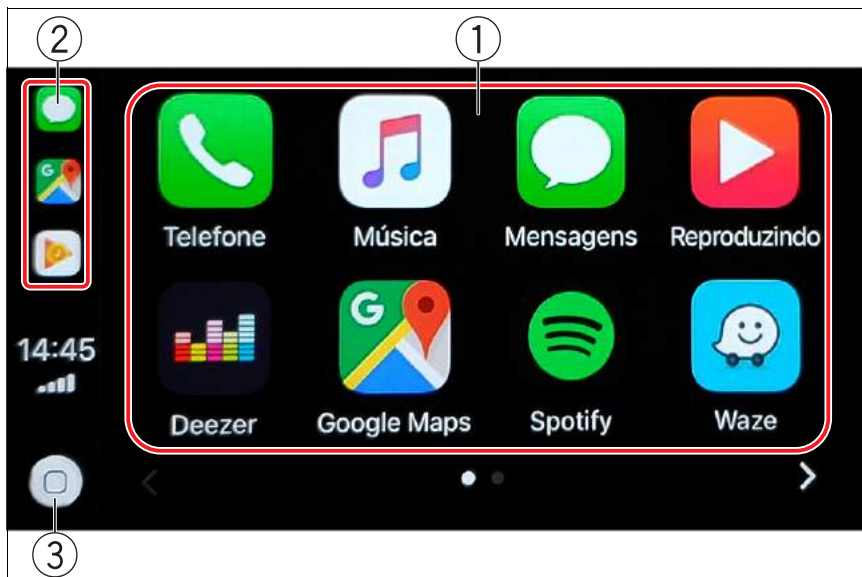 ② ①
Telefone Música Mensagens Reproduzindo
14:45
G
Deezer Google Maps Spotify Waze
③